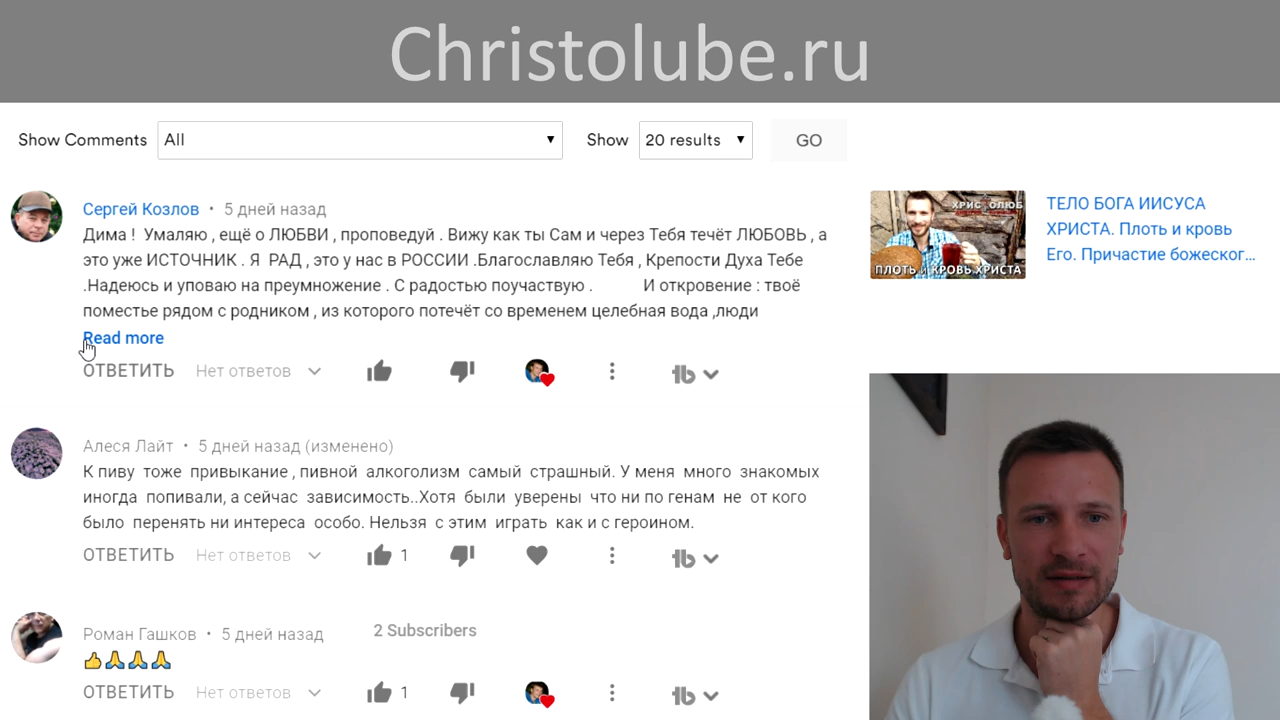 Christolube.ru
Show Comments All Show 20 results GO
Сергей Козлов • 5 дней назад
Дима ! Умаляю , ещё о ЛЮБВИ , проповедуй . Вижу как ты Сам и через Тебя течёт ЛЮБОВЬ , а
это уже ИСТОЧНИК . Я РАД , это у нас в РОССИИ .Благославляю Тебя , Крепости Духа Тебе
.Надеюсь и уповаю на преумножение . С радостью поучаствую . И откровение : твоё
поместье рядом с родником , из которого потечёт со временем целебная вода ,люди
Read more
ОТВЕТИТЬ Нет ответов
ТЕЛО БОГА ИИСУСА
ХРИСТА. Плоть и кровь
Его. Причастие божеског...
ПЛОТЬ и КРОВЬ ХРИСТА
Алеся Лайт • 5 дней назад (изменено)
К пиву тоже привыкание , пивной алкоголизм самый страшный. У меня много знакомых
иногда попивали, а сейчас зависимость..Хотя были уверены что ни по генам не от кого
было перенять ни интереса особо. Нельзя с этим играть как и с героином.
ОТВЕТИТЬ Нет ответов 1
Роман Гашков • 5 дней назад 2 Subscribers
👍🙏🙏🙏
ОТВЕТИТЬ Нет ответов 1